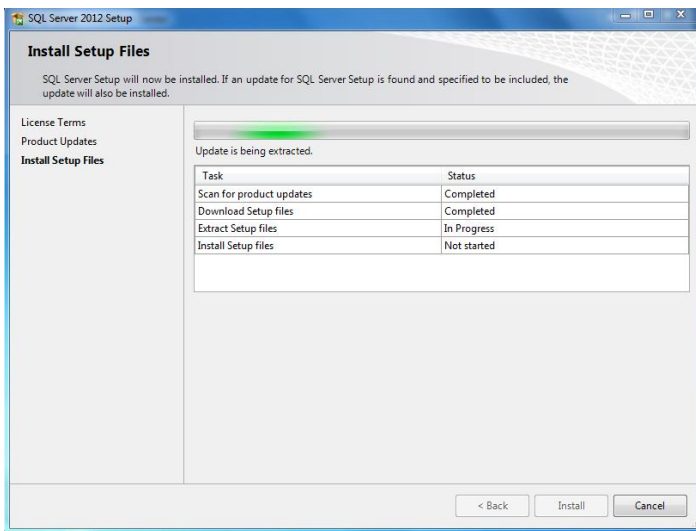 SQL Server 2012 Setup
Install Setup Files
SQL Server Setup will now be installed. If an update for SQL Server Setup is found and specified to be included, the
update will also be installed.
License Terms
Product Updates
Install Setup Files
Update is being extracted.
Task Status
Scan for product updates Completed
Download Setup files Completed
Extract Setup files In Progress
Install Setup files Not started
< Back Install Cancel